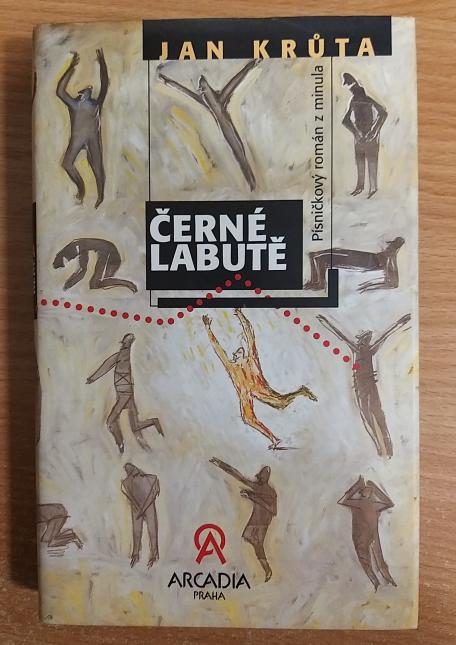 JAN KRŮTA
Písničkový román z minula
ČERNÉ
LABUTĚ
ARCADIA
PRAHA